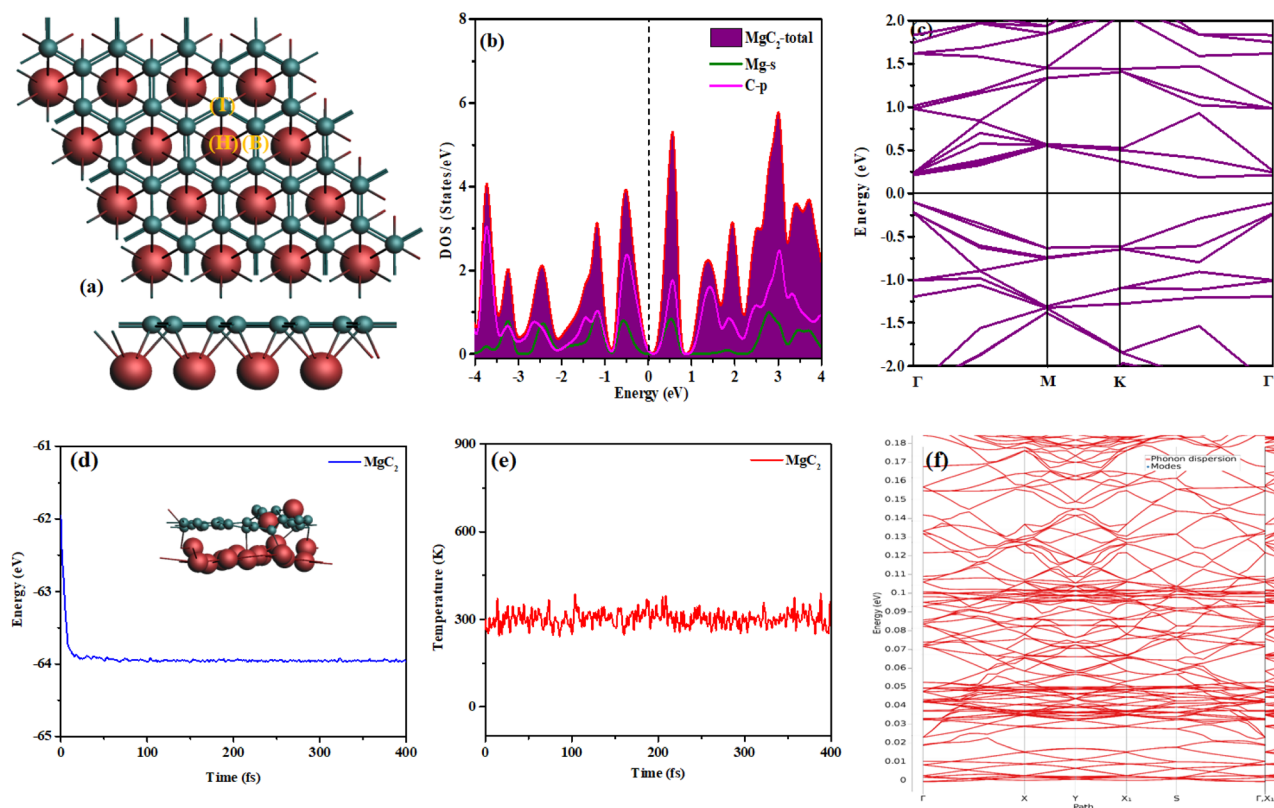 (T)
(H) (B)
(a)
(b)
MgC₂-total
Mg-s
C-p
DOS (States/eV)
8
6
4
2
0
-4 -3 -2 -1 0 1 2 3 4
Energy (eV)
(c)
Energy (eV)
2.0
1.5
1.0
0.5
0.0
-0.5
-1.0
-1.5
-2.0
Γ M K Γ
(d)
MgC₂
Energy (eV)
-61
-62
-63
-64
-65
0 100 200 300 400
Time (fs)
(e)
MgC₂
Temperature (K)
900
750
600
450
300
150
0
0 100 200 300 400
Time (fs)
(f)
Phonon dispersion
Modes
Energy (eV)
0.18
0.17
0.16
0.15
0.14
0.13
0.12
0.11
0.1
0.09
0.08
0.07
0.06
0.05
0.04
0.03
0.02
0.01
0
Γ X Y X₁ S Γ,X₁
Path